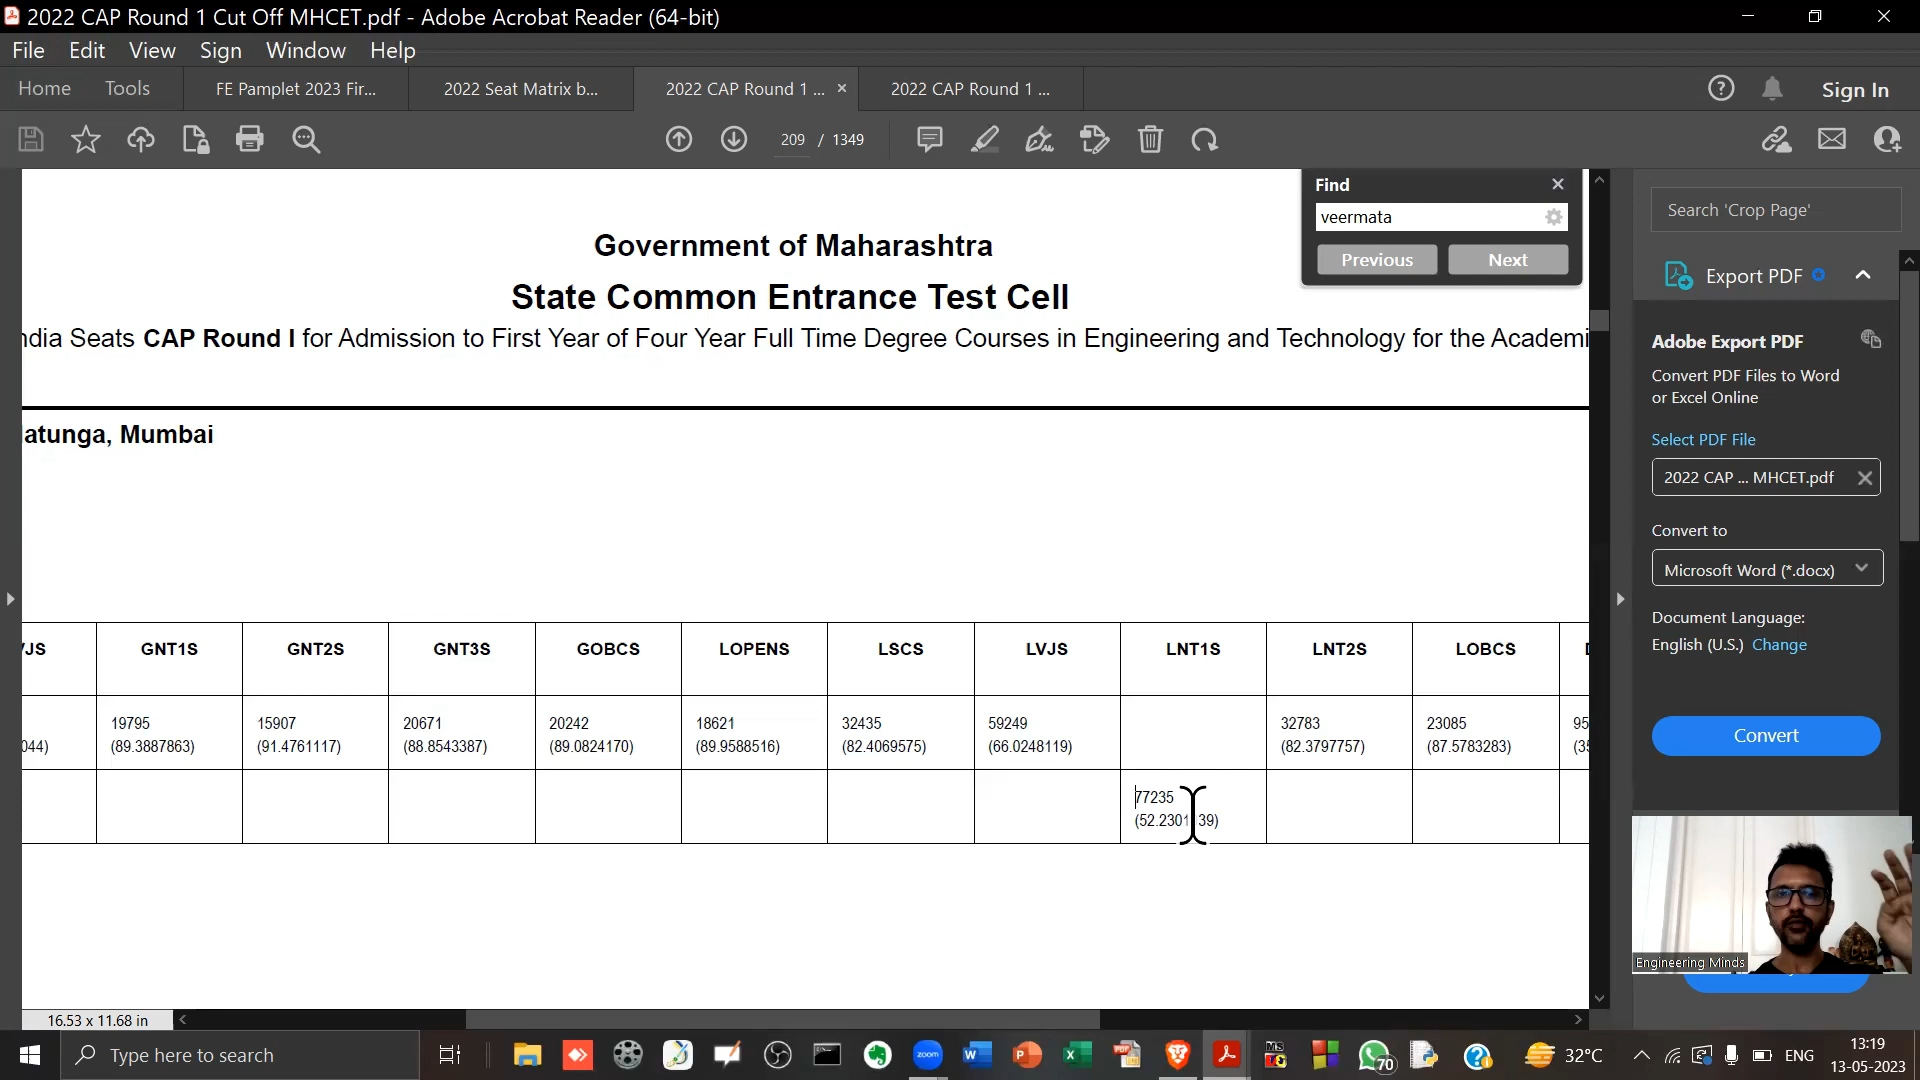 2022 CAP Round 1 Cut Off MHCET.pdf - Adobe Acrobat Reader (64-bit)
File Edit View Sign Window Help
Home Tools FE Pamplet 2023 Fir... 2022 Seat Matrix b... 2022 CAP Round 1 ... × 2022 CAP Round 1 ... Sign In
209 / 1349
Find
veermata
Previous Next
Government of Maharashtra
State Common Entrance Test Cell
ndia Seats CAP Round I for Admission to First Year of Four Year Full Time Degree Courses in Engineering and Technology for the Academi
atunga, Mumbai
VJS GNT1S GNT2S GNT3S GOBCS LOPENS LSCS LVJS LNT1S LNT2S LOBCS
19795 15907 20671 20242 18621 32435 59249 32783 23085 95
044) (89.3887863) (91.4761117) (88.8543387) (89.0824170) (89.9588516) (82.4069575) (66.0248119) (82.3797757) (87.5783283)
77235
Search 'Crop Page'
Export PDF
Adobe Export PDF
Convert PDF Files to Word
or Excel Online
Select PDF File
2022 CAP ... MHCET.pdf
Convert to
Microsoft Word (*.docx)
Document Language:
English (U.S.) Change
Convert
Engineering Minds
16.53 x 11.68 in
Type here to search
zoom
70
32°C
ENG
13:19
13-05-2023